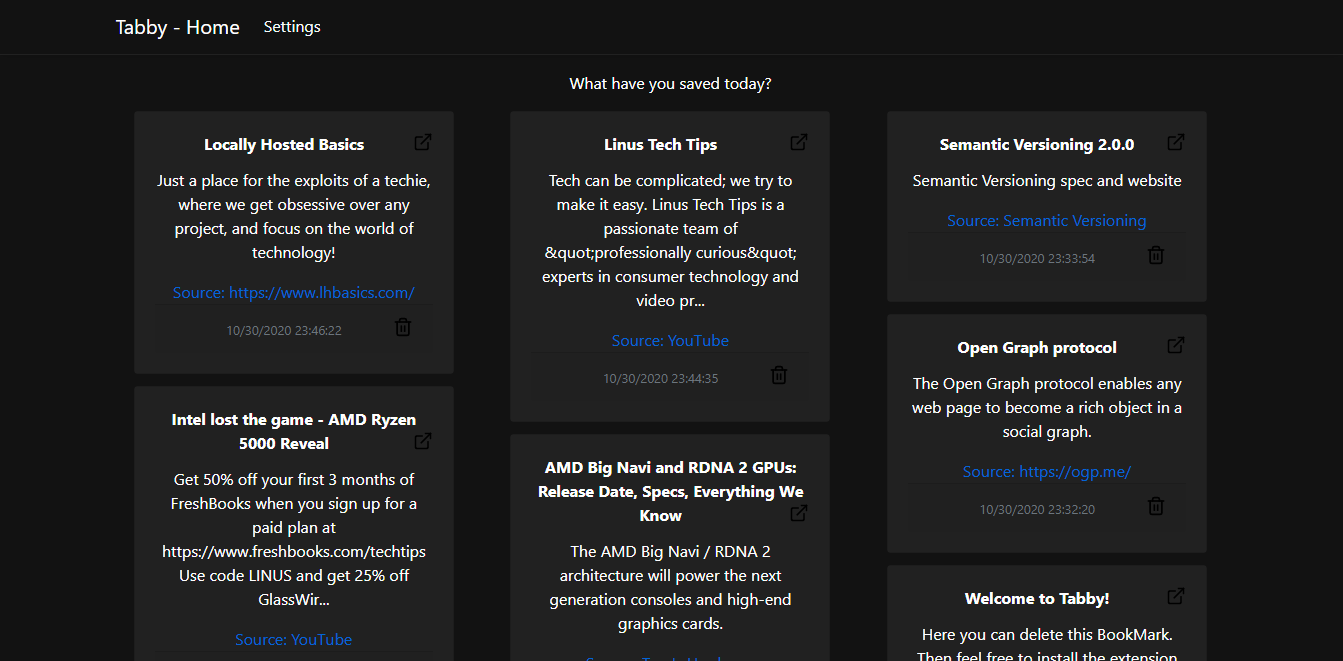 Tabby - Home Settings
What have you saved today?
Locally Hosted Basics
Just a place for the exploits of a techie,
where we get obsessive over any
project, and focus on the world of
technology!
Source: https://www.lhbasics.com/
10/30/2020 23:46:22
Intel lost the game - AMD Ryzen
5000 Reveal
Get 50% off your first 3 months of
FreshBooks when you sign up for a
paid plan at
https://www.freshbooks.com/techtips
Use code LINUS and get 25% off
GlassWir...
Source: YouTube
Linus Tech Tips
Tech can be complicated; we try to
make it easy. Linus Tech Tips is a
passionate team of
&quot;professionally curious&quot;
experts in consumer technology and
video pr...
Source: YouTube
10/30/2020 23:44:35
AMD Big Navi and RDNA 2 GPUs:
Release Date, Specs, Everything We
Know
The AMD Big Navi / RDNA 2
architecture will power the next
generation consoles and high-end
graphics cards.
Semantic Versioning 2.0.0
Semantic Versioning spec and website
Source: Semantic Versioning
10/30/2020 23:33:54
Open Graph protocol
The Open Graph protocol enables any
web page to become a rich object in a
social graph.
Source: https://ogp.me/
10/30/2020 23:32:20
Welcome to Tabby!
Here you can delete this BookMark.
Then feel free to install the extension